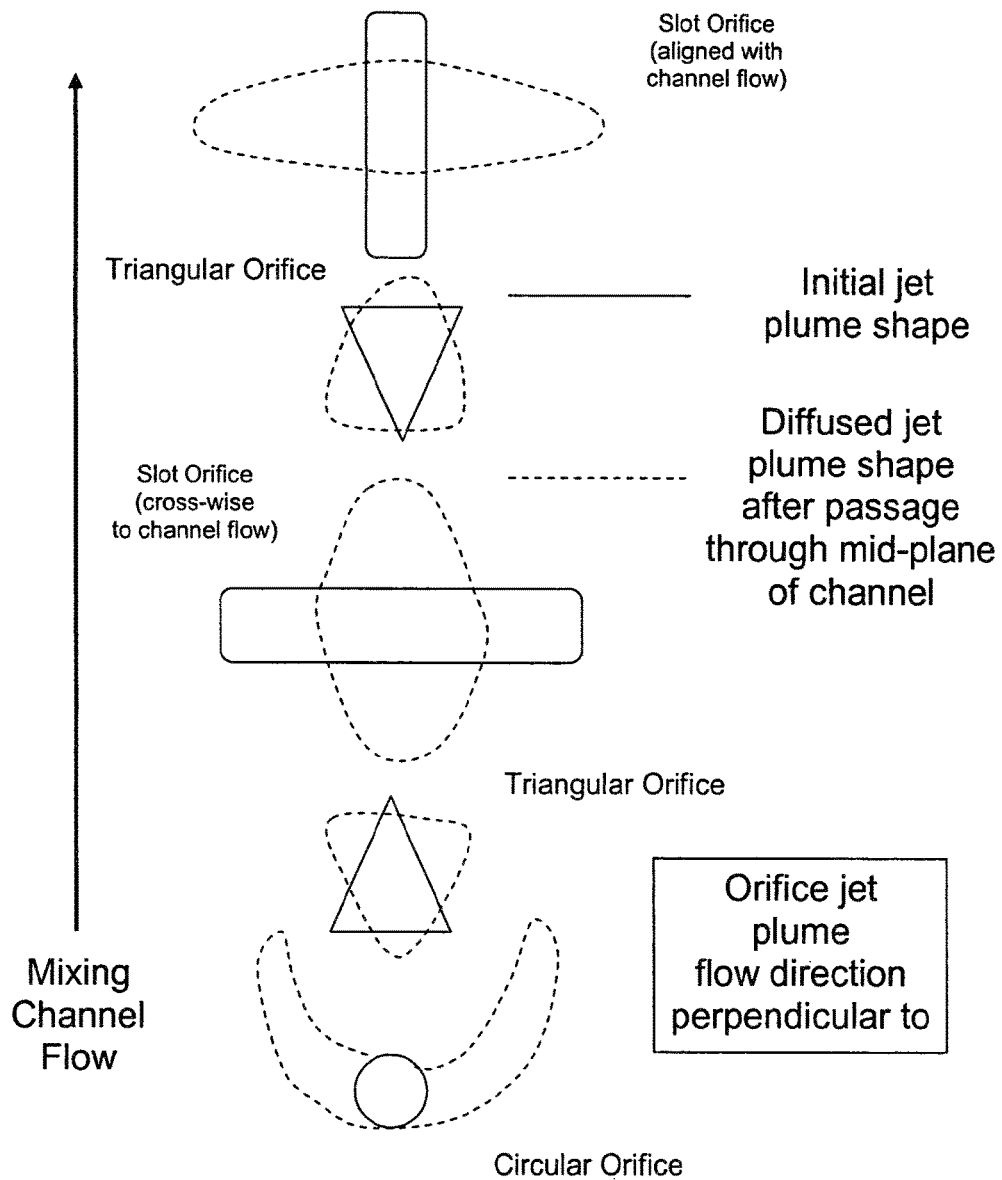 Slot Orifice
(aligned with
channel flow)
Triangular Orifice
Initial jet
plume shape
Diffused jet
plume shape
after passage
through mid-plane
of channel
Slot Orifice
(cross-wise
to channel flow)
Triangular Orifice
Orifice jet
plume
flow direction
perpendicular to
Mixing
Channel
Flow
Circular Orifice